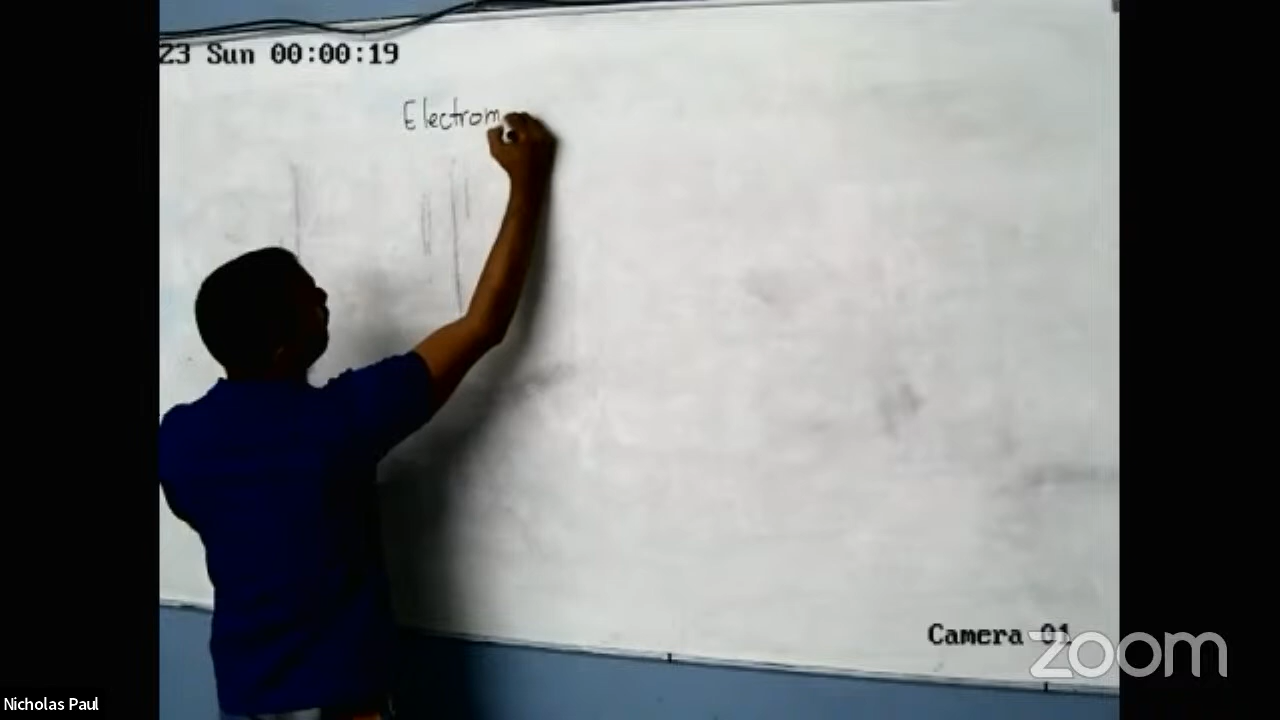 23 Sun 00:00:19
Electrom
Camera 01
zoom
Nicholas Paul